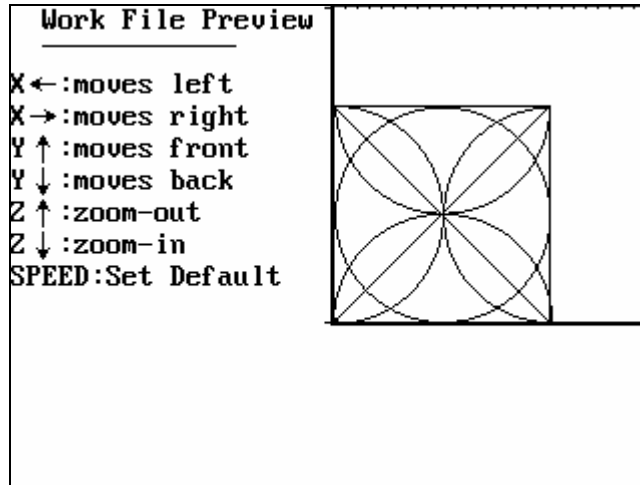 Work File Preview
X←:moves left
X→:moves right
Y↑:moves front
Y↓:moves back
Z↑:zoom-out
Z↓:zoom-in
SPEED:Set Default